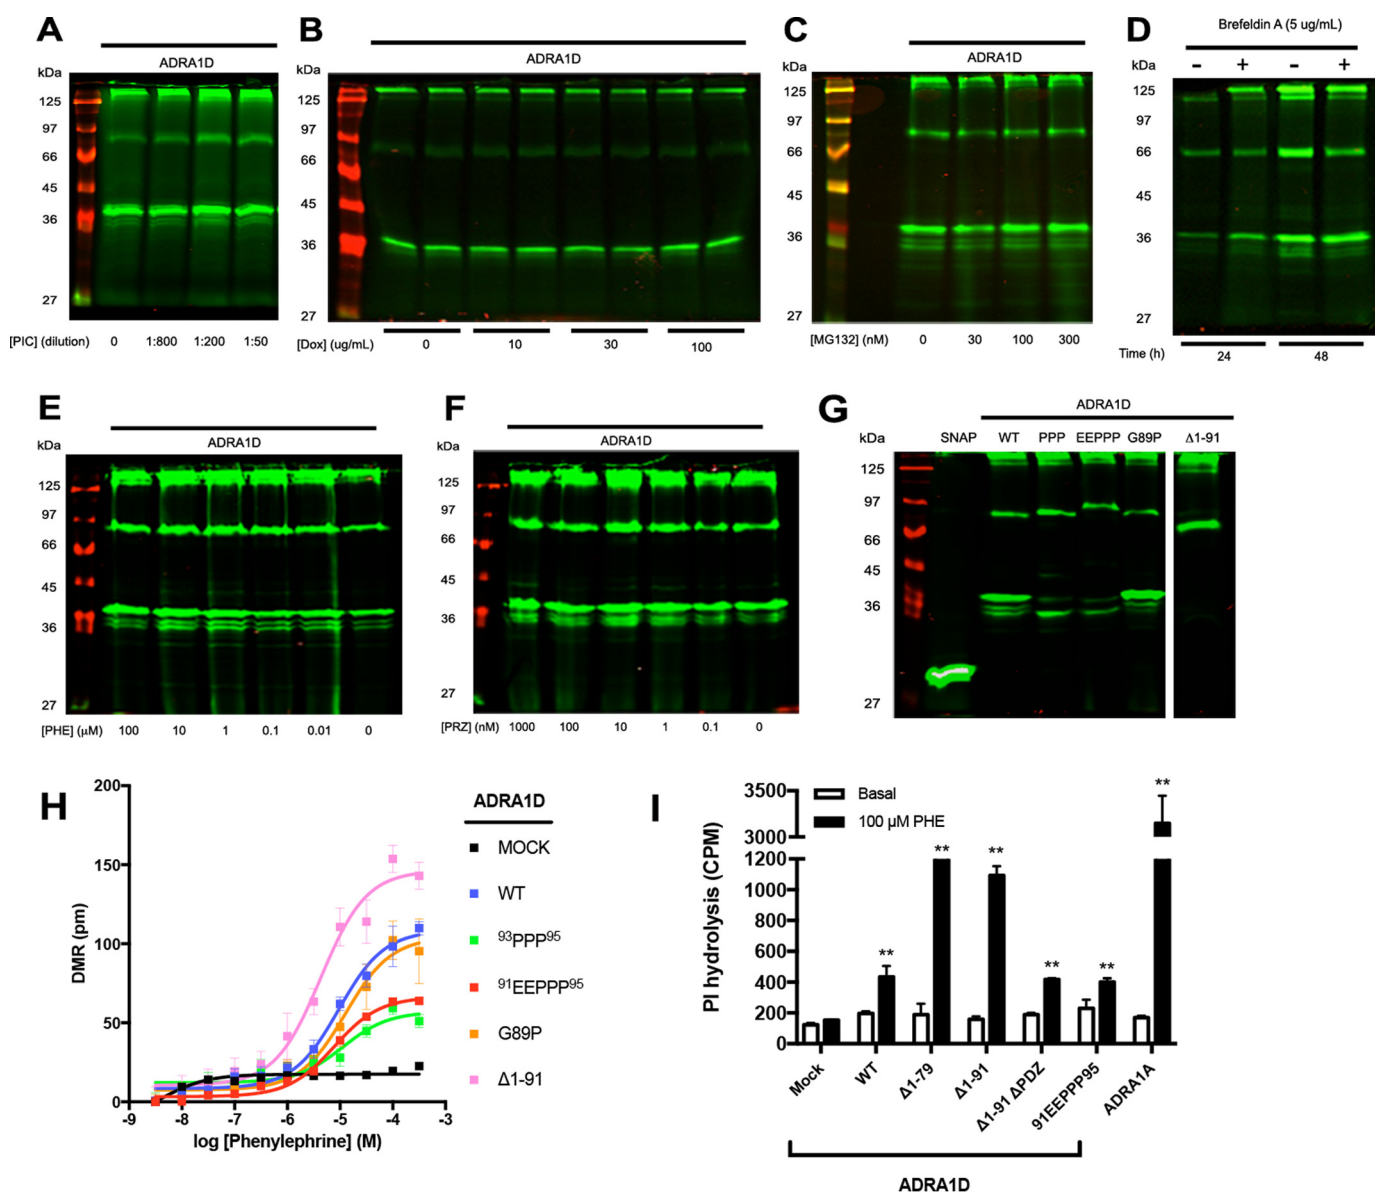 A
ADRA1D
kDa
125
97
66
45
36
27
[PIC] (dilution) 0 1:800 1:200 1:50
B
ADRA1D
kDa
125
97
66
45
36
27
[Dox] (ug/mL) 0 10 30 100
C
ADRA1D
kDa
125
97
66
45
36
27
[MG132] (nM) 0 30 100 300
D
Brefeldin A (5 ug/mL)
kDa - + - +
125
97
66
45
36
27
Time (h) 24 48
E
ADRA1D
kDa
125
97
66
45
36
27
[PHE] (μM) 100 10 1 0.1 0.01 0
F
ADRA1D
kDa
125
97
66
45
36
27
[PRZ] (nM) 1000 100 10 1 0.1 0
G
ADRA1D
kDa SNAP WT PPP EEPPP G89P Δ1-91
125
97
66
45
36
27
H
200
150
100
50
0
DMR (pm)
-9 -8 -7 -6 -5 -4 -3
log [Phenylephrine] (M)
ADRA1D
MOCK
WT
⁹³PPP⁹⁵
⁹¹EEPPP⁹⁵
G89P
Δ1-91
I
Basal
100 μM PHE
PI hydrolysis (CPM)
3500
3000
1200
1000
800
600
400
200
0
**
**
**
**
**
**
Mock
WT
Δ1-79
Δ1-91
Δ1-91 ΔPDZ
91EEPPP95
ADRA1A
ADRA1D